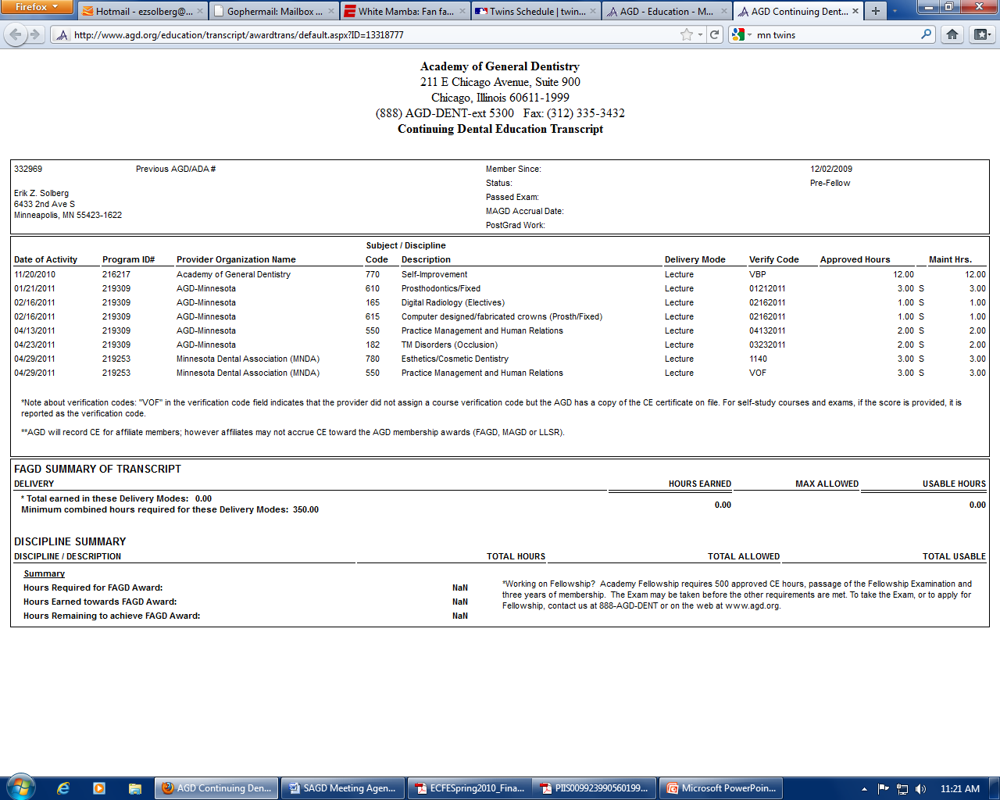 Firefox
Hotmail - ezsolberg@...
Gophermail: Mailbox ...
White Mamba: Fan fa...
Twins Schedule | twin...
AGD - Education - M...
AGD Continuing Dent...
http://www.agd.org/education/transcript/awardtrans/default.aspx?ID=13318777
mn twins
Academy of General Dentistry
211 E Chicago Avenue, Suite 900
Chicago, Illinois 60611-1999
(888) AGD-DENT-ext 5300 Fax: (312) 335-3432
Continuing Dental Education Transcript
332969 Previous AGD/ADA # Member Since: 12/02/2009
Status: Pre-Fellow
Erik Z. Solberg
6433 2nd Ave S
Minneapolis, MN 55423-1622
Passed Exam:
MAGD Accrual Date:
PostGrad Work:
Subject / Discipline
Date of Activity Program ID# Provider Organization Name Code Description Delivery Mode Verify Code Approved Hours Maint Hrs.
11/20/2010 216217 Academy of General Dentistry 770 Self-Improvement Lecture VBP 12.00 12.00
01/21/2011 219309 AGD-Minnesota 610 Prosthodontics/Fixed Lecture 01212011 3.00 S 3.00
02/16/2011 219309 AGD-Minnesota 165 Digital Radiology (Electives) Lecture 02162011 1.00 S 1.00
02/16/2011 219309 AGD-Minnesota 615 Computer designed/fabricated crowns (Prosth/Fixed) Lecture 02162011 1.00 S 1.00
04/13/2011 219309 AGD-Minnesota 550 Practice Management and Human Relations Lecture 04132011 2.00 S 2.00
04/23/2011 219309 AGD-Minnesota 182 TM Disorders (Occlusion) Lecture 03232011 2.00 S 2.00
04/29/2011 219253 Minnesota Dental Association (MNDA) 780 Esthetics/Cosmetic Dentistry Lecture 1140 3.00 S 3.00
04/29/2011 219253 Minnesota Dental Association (MNDA) 550 Practice Management and Human Relations Lecture VOF 3.00 S 3.00
*Note about verification codes: "VOF" in the verification code field indicates that the provider did not assign a course verification code but the AGD has a copy of the CE certificate on file. For self-study courses and exams, if the score is provided, it is
reported as the verification code.
**AGD will record CE for affiliate members; however affiliates may not accrue CE toward the AGD membership awards (FAGD, MAGD or LLSR).
FAGD SUMMARY OF TRANSCRIPT
DELIVERY HOURS EARNED MAX ALLOWED USABLE HOURS
* Total earned in these Delivery Modes: 0.00
Minimum combined hours required for these Delivery Modes: 350.00 0.00 0.00
DISCIPLINE SUMMARY
DISCIPLINE / DESCRIPTION TOTAL HOURS TOTAL ALLOWED TOTAL USABLE
Summary
Hours Required for FAGD Award: NaN
Hours Earned towards FAGD Award: NaN
Hours Remaining to achieve FAGD Award: NaN
*Working on Fellowship? Academy Fellowship requires 500 approved CE hours, passage of the Fellowship Examination and
three years of membership. The Exam may be taken before the other requirements are met. To take the Exam, or to apply for
Fellowship, contact us at 888-AGD-DENT or on the web at www.agd.org.
AGD Continuing Den...
SAGD Meeting Agen...
ECFESpring2010_Fina...
PIIS009923990560199...
Microsoft PowerPoin...
11:21 AM